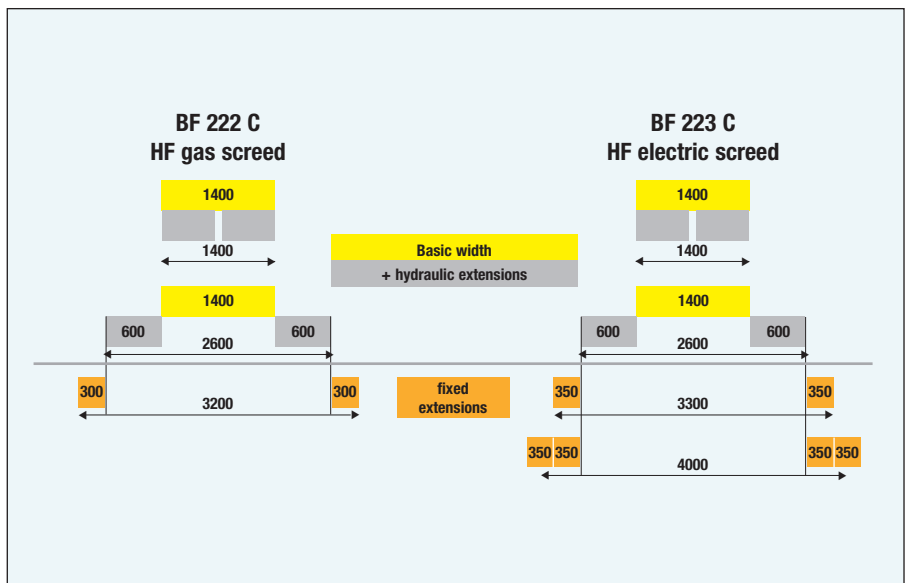 BF 222 C
HF gas screed
BF 223 C
HF electric screed
1400
1400
1400
1400
Basic width
+ hydraulic extensions
1400
1400
600
600
600
600
2600
2600
300
300
fixed
extensions
350
350
3200
3300
350 350
350 350
4000